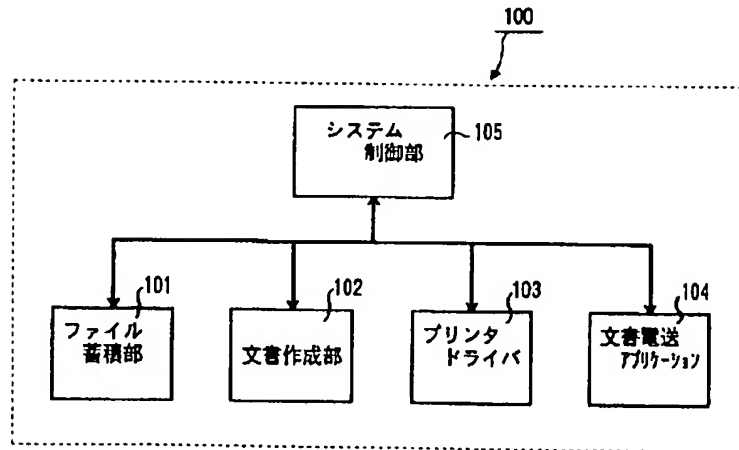 100
システム
制御部
105
101
ファイル
蓄積部
102
文書作成部
103
プリンタ
ドライバ
104
文書電送
アプリケーション